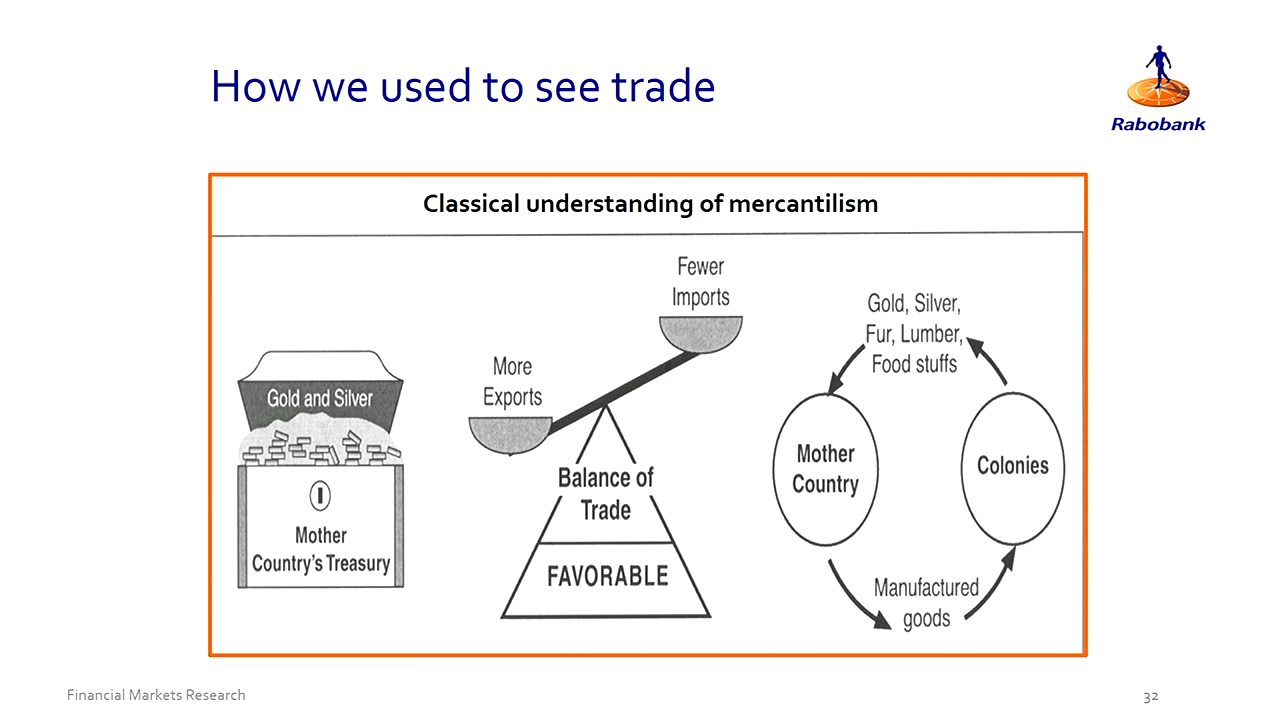 How we used to see trade
Rabobank
Classical understanding of mercantilism
Gold and Silver
Mother
Country's Treasury
More
Exports
Fewer
Imports
Balance of
Trade
FAVORABLE
Gold, Silver,
Fur, Lumber,
Food stuffs
Mother
Country
Colonies
Manufactured
goods
Financial Markets Research
32